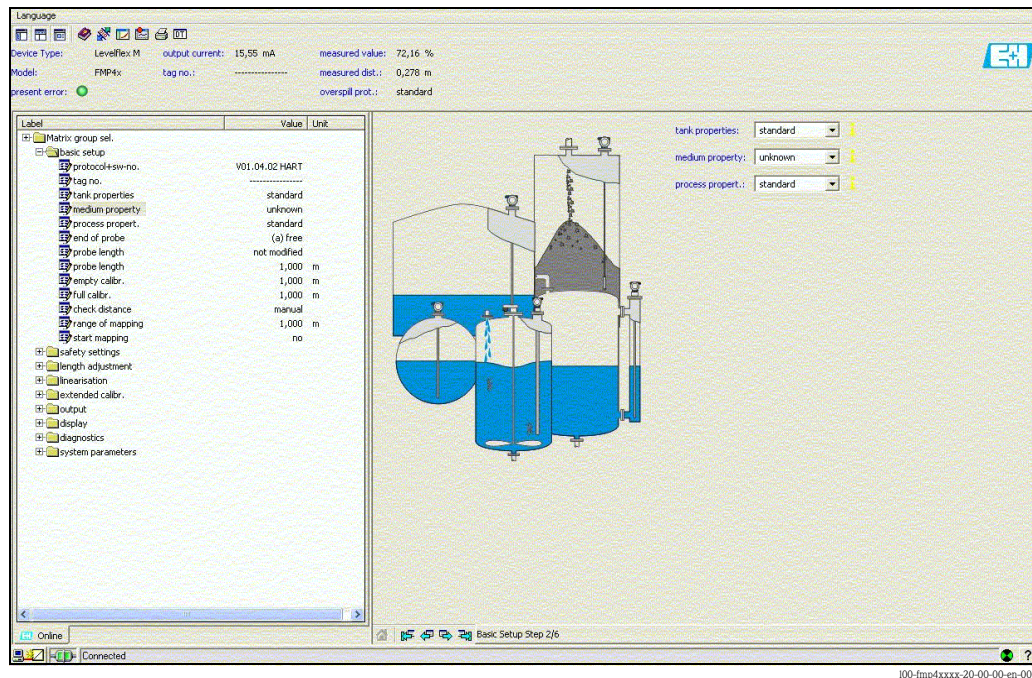 Language
Device Type: Levelflex M output current: 15,55 mA measured value: 72,16 %
Model: FMP4x tag no.: --------------- measured dist.: 0,278 m
present error: overspill prot.: standard
E+H
Label Value Unit
Matrix group sel.
basic setup
protocol+sw-no. V01.04.02 HART
tag no. ---------------
tank properties standard
medium property unknown
process propert. standard
end of probe (a) free
probe length not modified
probe length 1,000 m
empty calibr. 1,000 m
full calibr. 1,000 m
check distance manual
range of mapping 1,000 m
start mapping no
safety settings
length adjustment
linearisation
extended calibr.
output
display
diagnostics
system parameters
tank properties: standard
medium property: unknown
process propert.: standard
Online
Basic Setup Step 2/6
Connected
?
l00-fmp4xxxx-20-00-00-en-00